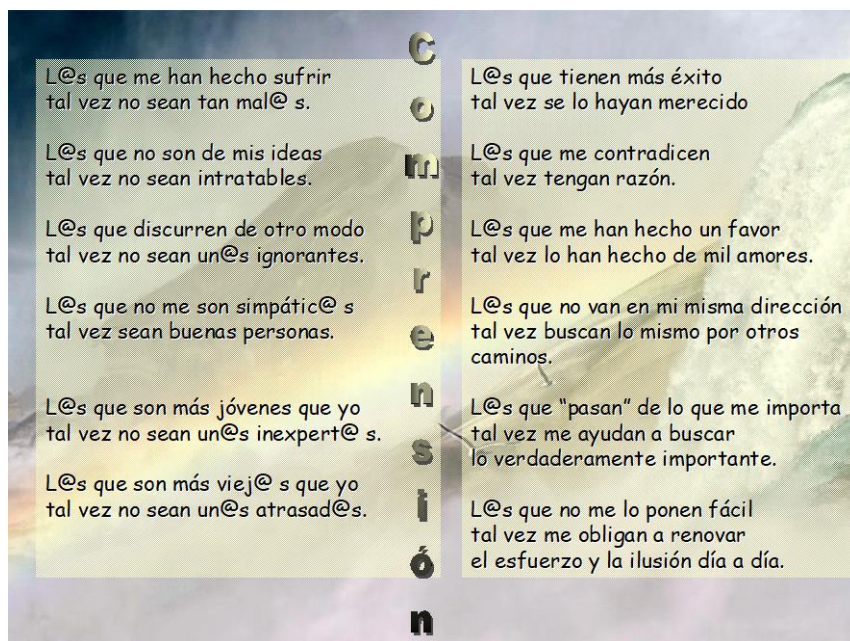 Comprensión
L@s que me han hecho sufrir
tal vez no sean tan mal@ s.
L@s que no son de mis ideas
tal vez no sean intratables.
L@s que discurren de otro modo
tal vez no sean un@s ignorantes.
L@s que no me son simpátic@ s
tal vez sean buenas personas.
L@s que son más jóvenes que yo
tal vez no sean un@s inexpert@ s.
L@s que son más viej@ s que yo
tal vez no sean un@s atrasad@s.
L@s que tienen más éxito
tal vez se lo hayan merecido
L@s que me contradicen
tal vez tengan razón.
L@s que me han hecho un favor
tal vez lo han hecho de mil amores.
L@s que no van en mi misma dirección
tal vez buscan lo mismo por otros
caminos.
L@s que “pasan” de lo que me importa
tal vez me ayudan a buscar
lo verdaderamente importante.
L@s que no me lo ponen fácil
tal vez me obligan a renovar
el esfuerzo y la ilusión día a día.